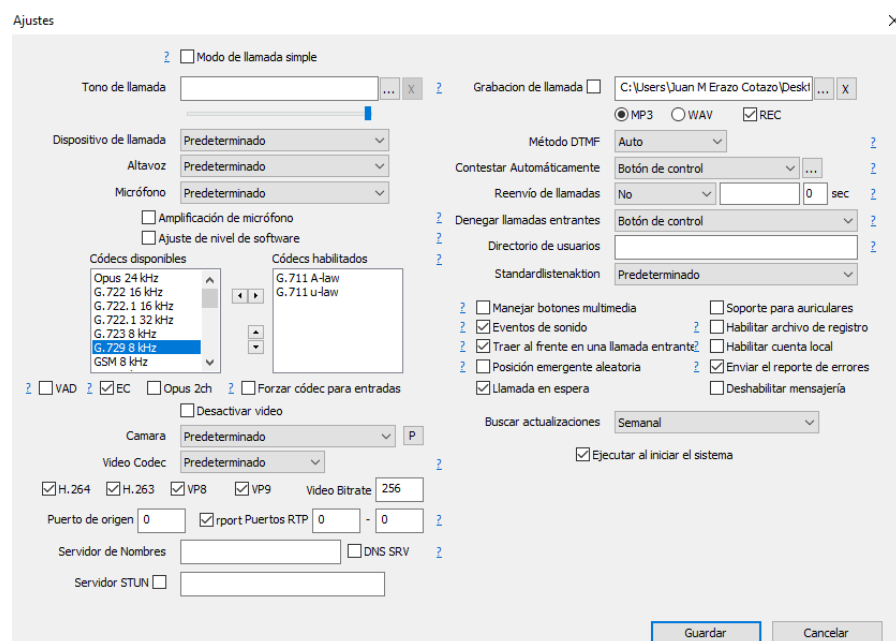 Ajustes
? Modo de llamada simple
Tono de llamada ... X ?
Dispositivo de llamada Predeterminado
Altavoz Predeterminado
Micrófono Predeterminado
Amplificación de micrófono ?
Ajuste de nivel de software ?
Códecs disponibles Códecs habilitados ?
Opus 24 kHz
G.722 16 kHz
G.722.1 16 kHz
G.722.1 32 kHz
G.723 8 kHz
G.729 8 kHz
GSM 8 kHz
G.711 A-law
G.711 u-law
? VAD ? EC Opus 2ch ? Forzar códec para entradas
Desactivar video
Camara Predeterminado P
Video Codec Predeterminado ?
H.264 H.263 VP8 VP9 Video Bitrate 256
Puerto de origen 0 rport Puertos RTP 0 - 0 ?
Servidor de Nombres DNS SRV ?
Servidor STUN
Grabacion de llamada C:\Users\Juan M Erazo Cotazo\Deskt ... X
MP3 WAV REC
Método DTMF Auto ?
Contestar Automáticamente Botón de control ... ?
Reenvío de llamadas No 0 sec ?
Denegar llamadas entrantes Botón de control ?
Directorio de usuarios ?
Standardlistenaktion Predeterminado
? Manejar botones multimedia Soporte para auriculares
? Eventos de sonido ? Habilitar archivo de registro
? Traer al frente en una llamada entrante ? Habilitar cuenta local
? Posición emergente aleatoria ? Enviar el reporte de errores
Llamada en espera Deshabilitar mensajería
Buscar actualizaciones Semanal
Ejecutar al iniciar el sistema
Guardar Cancelar